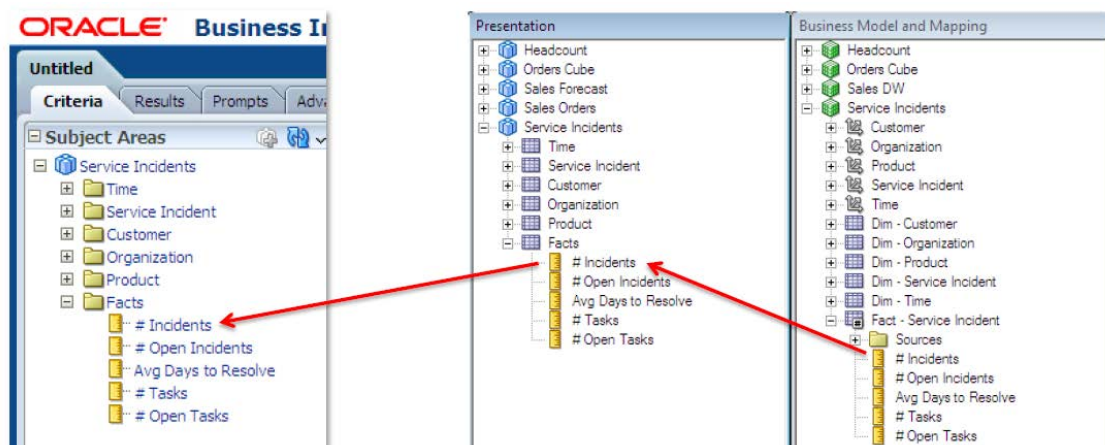 ORACLE Business In
Untitled
Criteria Results Prompts Adv
Subject Areas
Service Incidents
Time
Service Incident
Customer
Organization
Product
Facts
# Incidents
# Open Incidents
Avg Days to Resolve
# Tasks
# Open Tasks
Presentation
Headcount
Orders Cube
Sales Forecast
Sales Orders
Service Incidents
Time
Service Incident
Customer
Organization
Product
Facts
# Incidents
# Open Incidents
Avg Days to Resolve
# Tasks
# Open Tasks
Business Model and Mapping
Headcount
Orders Cube
Sales DW
Service Incidents
Customer
Organization
Product
Service Incident
Time
Dim - Customer
Dim - Organization
Dim - Product
Dim - Service Incident
Dim - Time
Fact - Service Incident
Sources
# Incidents
# Open Incidents
Avg Days to Resolve
# Tasks
# Open Tasks